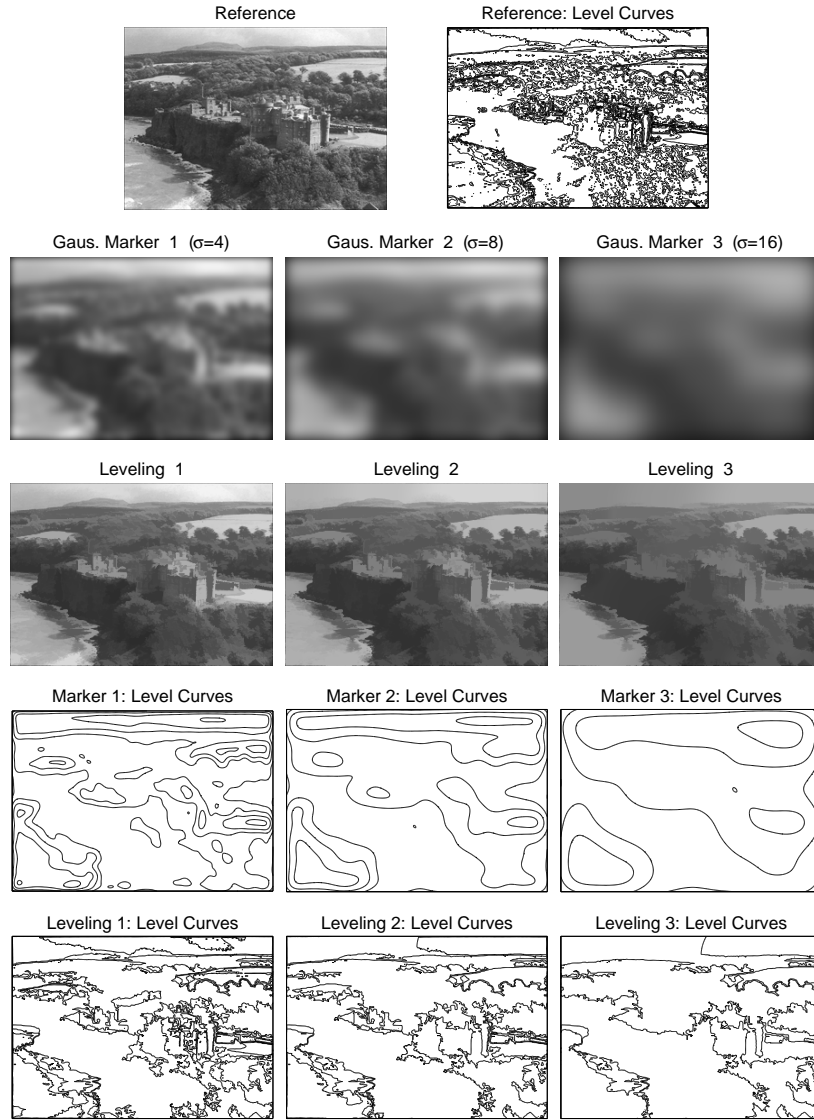 Reference
Reference: Level Curves
Gaus. Marker 1 (σ=4)
Gaus. Marker 2 (σ=8)
Gaus. Marker 3 (σ=16)
Leveling 1
Leveling 2
Leveling 3
Marker 1: Level Curves
Marker 2: Level Curves
Marker 3: Level Curves
Leveling 1: Level Curves
Leveling 2: Level Curves
Leveling 3: Level Curves